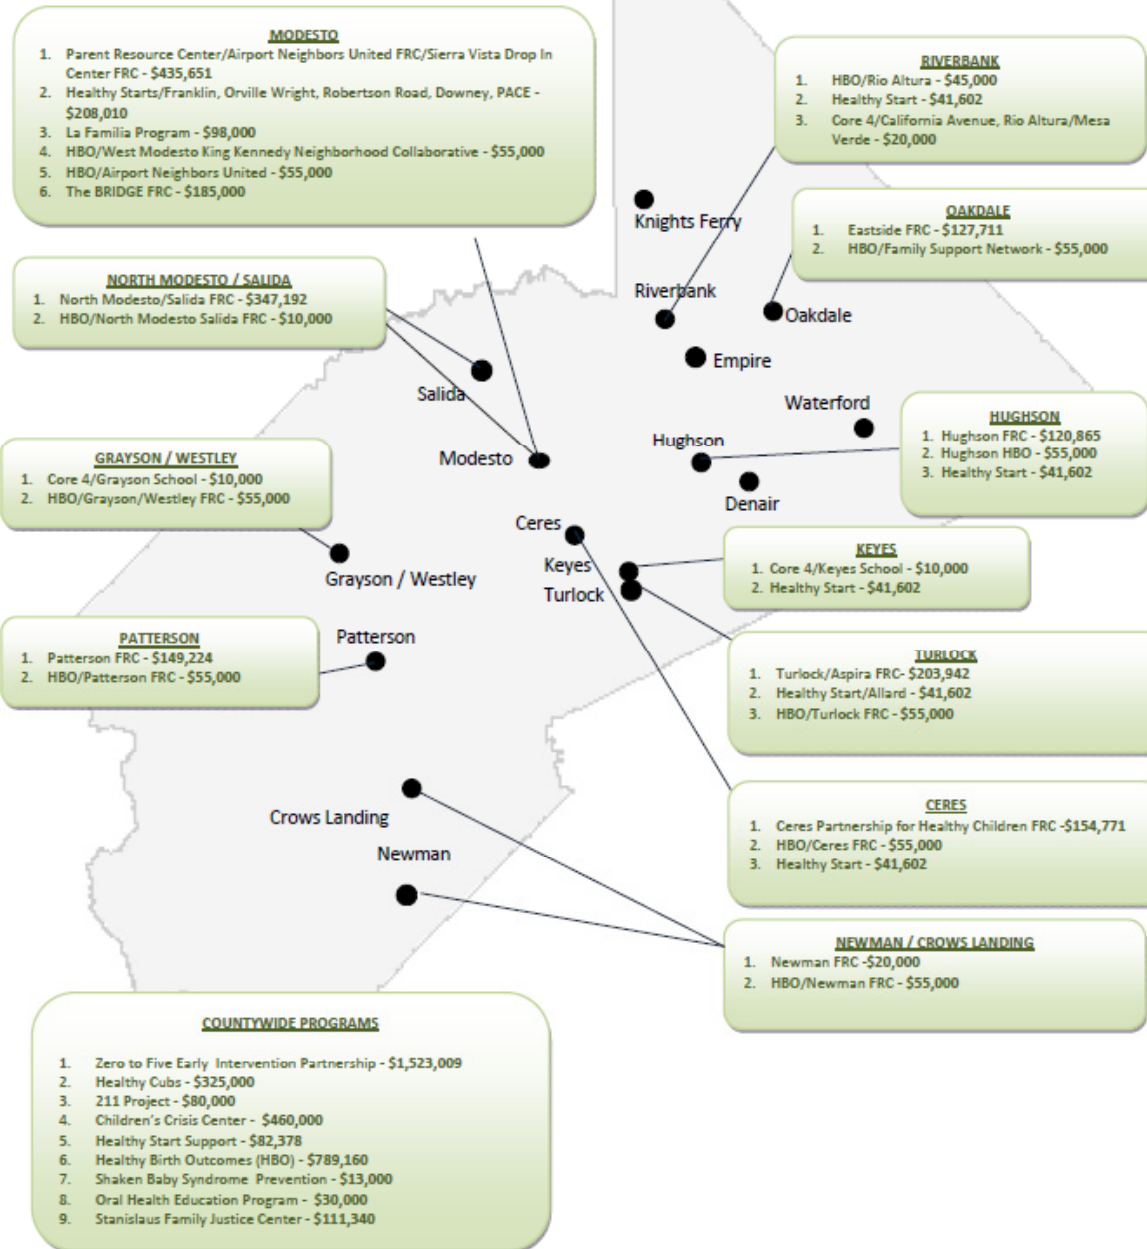 MODESTO
1. Parent Resource Center/Airport Neighbors United FRC/Sierra Vista Drop In
Center FRC - $435,651
2. Healthy Starts/Franklin, Orville Wright, Robertson Road, Downey, PACE -
$208,010
3. La Familia Program - $98,000
4. HBO/West Modesto King Kennedy Neighborhood Collaborative - $55,000
5. HBO/Airport Neighbors United - $55,000
6. The BRIDGE FRC - $185,000
RIVERBANK
1. HBO/Rio Altura - $45,000
2. Healthy Start - $41,602
3. Core 4/California Avenue, Rio Altura/Mesa
Verde - $20,000
OAKDALE
1. Eastside FRC - $127,711
2. HBO/Family Support Network - $55,000
NORTH MODESTO / SALIDA
1. North Modesto/Salida FRC - $347,192
2. HBO/North Modesto Salida FRC - $10,000
Knights Ferry
Riverbank
Oakdale
Empire
Salida
Waterford
Hughson
Modesto
Denair
HUGHSON
1. Hughson FRC - $120,865
2. Hughson HBO - $55,000
3. Healthy Start - $41,602
GRAYSON / WESTLEY
1. Core 4/Grayson School - $10,000
2. HBO/Grayson/Westley FRC - $55,000
Ceres
Keyes
Turlock
Grayson / Westley
KEYES
1. Core 4/Keyes School - $10,000
2. Healthy Start - $41,602
PATTERSON
1. Patterson FRC - $149,224
2. HBO/Patterson FRC - $55,000
Patterson
TURLOCK
1. Turlock/Aspira FRC- $203,942
2. Healthy Start/Allard - $41,602
3. HBO/Turlock FRC - $55,000
Crows Landing
Newman
CERES
1. Ceres Partnership for Healthy Children FRC -$154,771
2. HBO/Ceres FRC - $55,000
3. Healthy Start - $41,602
NEWMAN / CROWS LANDING
1. Newman FRC -$20,000
2. HBO/Newman FRC - $55,000
COUNTYWIDE PROGRAMS
1. Zero to Five Early Intervention Partnership - $1,523,009
2. Healthy Cubs - $325,000
3. 211 Project - $80,000
4. Children's Crisis Center - $460,000
5. Healthy Start Support - $82,378
6. Healthy Birth Outcomes (HBO) - $789,160
7. Shaken Baby Syndrome Prevention - $13,000
8. Oral Health Education Program - $30,000
9. Stanislaus Family Justice Center - $111,340